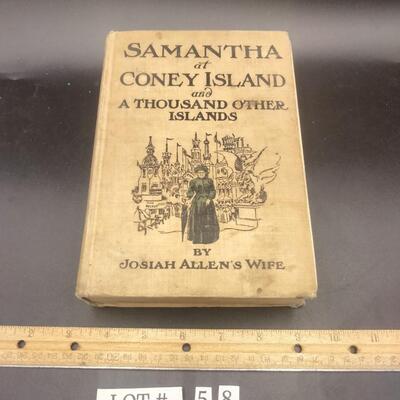 SAMANTHA
at
CONEY ISLAND
and
A THOUSAND OTHER
ISLANDS
BY
JOSIAH ALLEN'S WIFE
LOT # 58